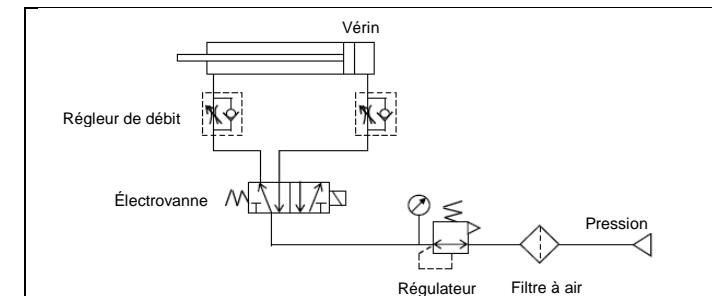 Vérin
Régleur de débit
Électrovanne
Pression
Régulateur
Filtre à air